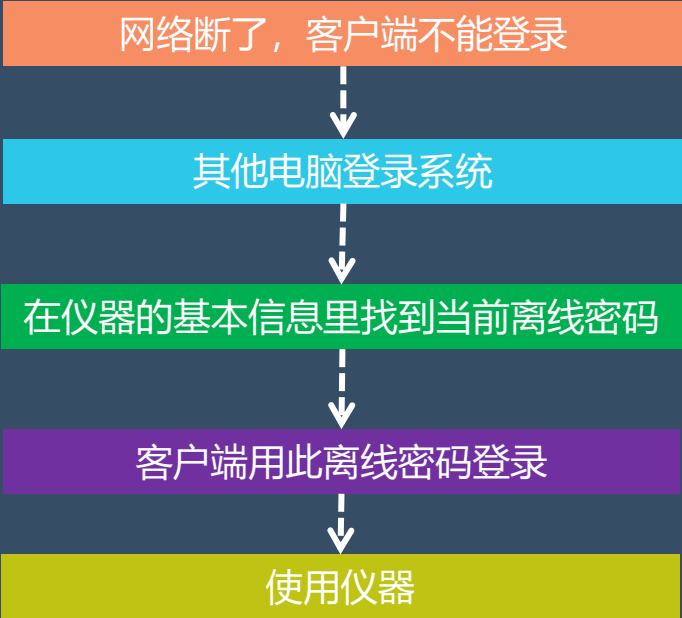 网络断了，客户端不能登录
其他电脑登录系统
在仪器的基本信息里找到当前离线密码
客户端用此离线密码登录
使用仪器